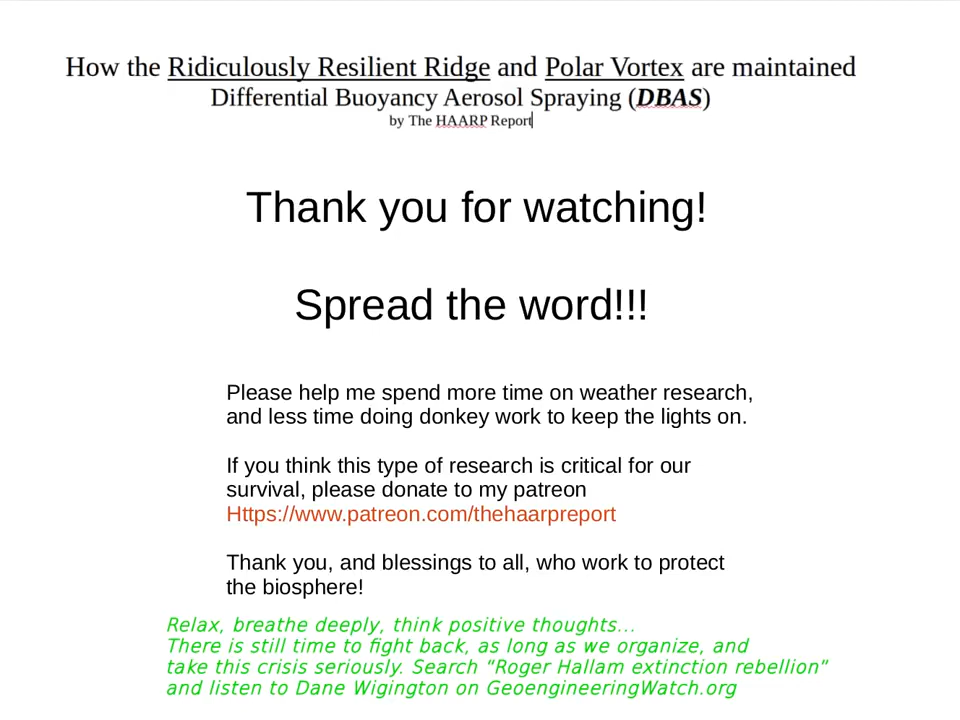 How the Ridiculously Resilient Ridge and Polar Vortex are maintained
Differential Buoyancy Aerosol Spraying (DBAS)
by The HAARP Report
Thank you for watching!
Spread the word!!!
Please help me spend more time on weather research,
and less time doing donkey work to keep the lights on.
If you think this type of research is critical for our
survival, please donate to my patreon
Https://www.patreon.com/thehaarpreport
Thank you, and blessings to all, who work to protect
the biosphere!
Relax, breathe deeply, think positive thoughts...
There is still time to fight back, as long as we organize, and
take this crisis seriously. Search "Roger Hallam extinction rebellion"
and listen to Dane Wigington on GeoengineeringWatch.org